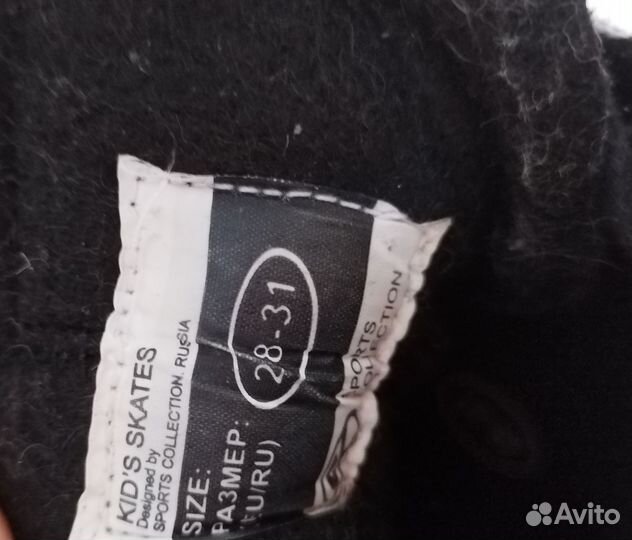 KID'S SKATES
Designed by
SPORTS COLLECTION. RUSSIA
SIZE:
РАЗМЕР:
(EU/RU)
28-31
SPORTS
COLLECTION
Avito